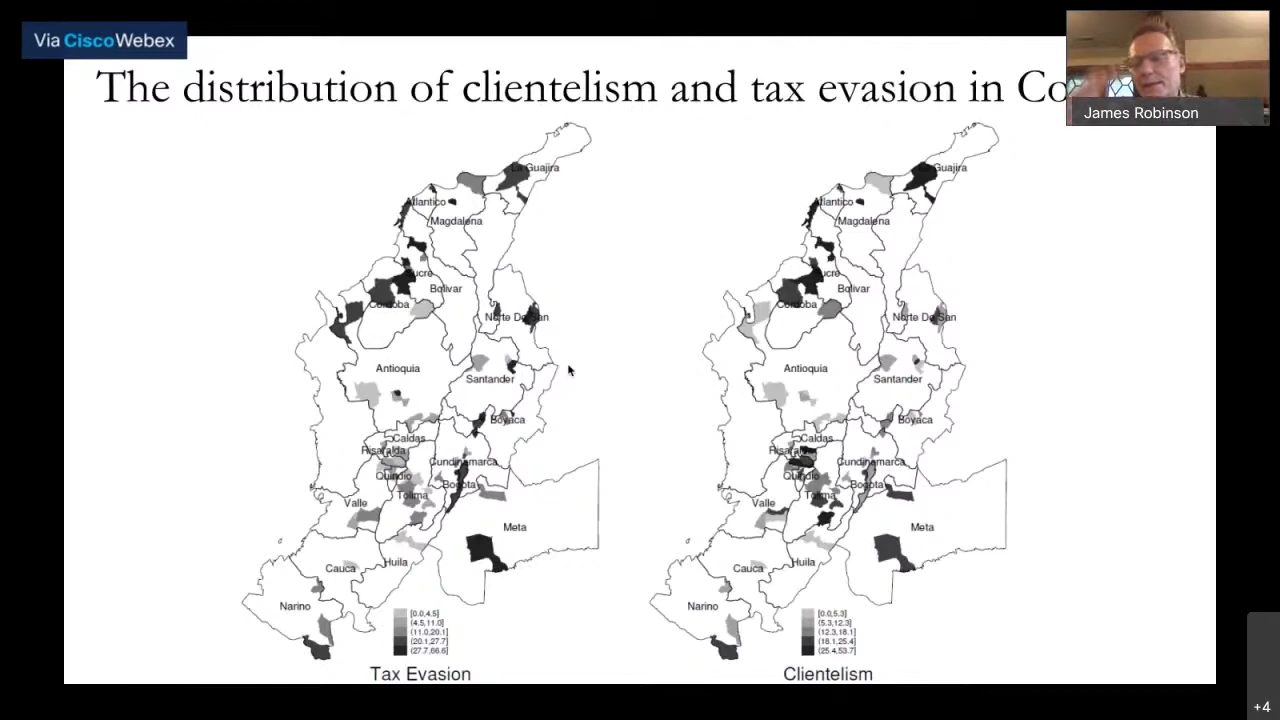 Via CiscoWebex
The distribution of clientelism and tax evasion in Co
James Robinson
La Guajira
Atlantico
Magdalena
Sucre
Bolivar
Cordoba
Norte De San
Antioquia
Santander
Boyaca
Caldas
Risaralda
Cundinamarca
Quindio
Bogota
Tolima
Valle
Meta
Huila
Cauca
Narino
[0.0,4.5]
(4.5,11.0]
(11.0,20.1]
(20.1,27.7]
(27.7,66.6]
Tax Evasion
La Guajira
Atlantico
Magdalena
Sucre
Bolivar
Cordoba
Norte De San
Antioquia
Santander
Boyaca
Caldas
Risaralda
Cundinamarca
Quindio
Bogota
Tolima
Valle
Meta
Huila
Cauca
Narino
[0.0,5.3]
(5.3,12.3]
(12.3,18.1]
(18.1,25.4]
(25.4,53.7]
Clientelism
+4